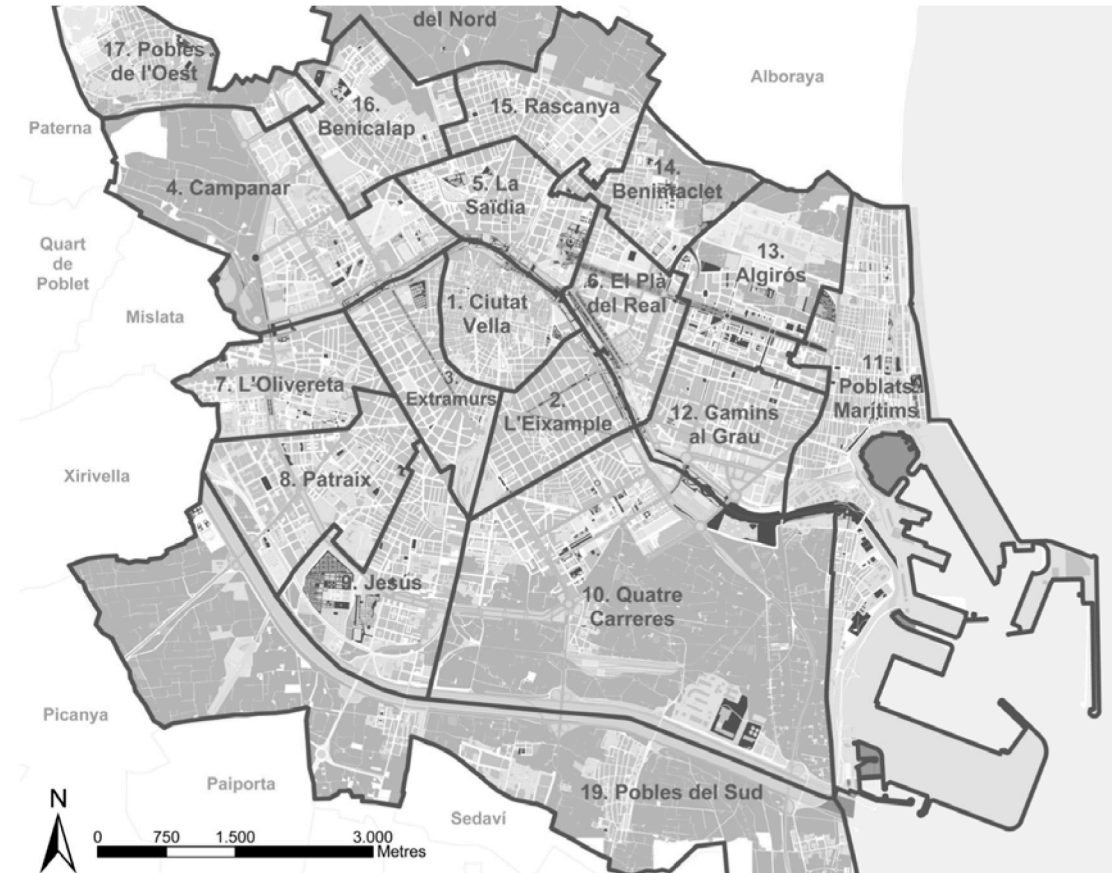 del Nord
17. Pobles
de l'Oest
Alboraya
16.
Benicalap
15. Rascanya
Paterna
14.
Benimaclet
5. La
Saïdia
4. Campanar
Quart
de
Poblet
13.
Algirós
6. El Pla
del Real
1. Ciutat
Vella
Mislata
11
Poblats
Marítims
7. L'Olivereta
3.
Extramurs
2.
L'Eixample
12. Gamins
al Grau
Xirivella
8. Patraix
9. Jesus
10. Quatre
Carreres
Picanya
Paiporta
19. Pobles del Sud
Sedaví
N
0 750 1.500 3.000
Metres